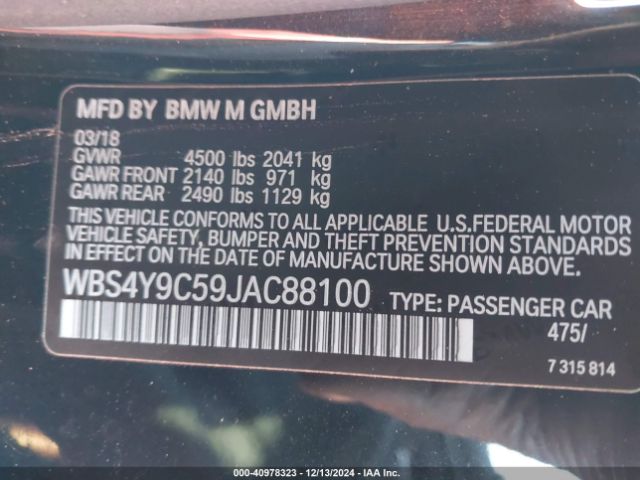 MFD BY BMW M GMBH
03/18
GVWR 4500 lbs 2041 kg
GAWR FRONT 2140 lbs 971 kg
GAWR REAR 2490 lbs 1129 kg
THIS VEHICLE CONFORMS TO ALL APPLICABLE U.S.FEDERAL MOTOR
VEHICLE SAFETY, BUMPER AND THEFT PREVENTION STANDARDS
IN EFFECT ON THE DATE OF MANUFACTURE SHOWN ABOVE.
WBS4Y9C59JAC88100 TYPE: PASSENGER CAR
475/
7 315 814
000-40978323 - 12/13/2024 - IAA Inc.